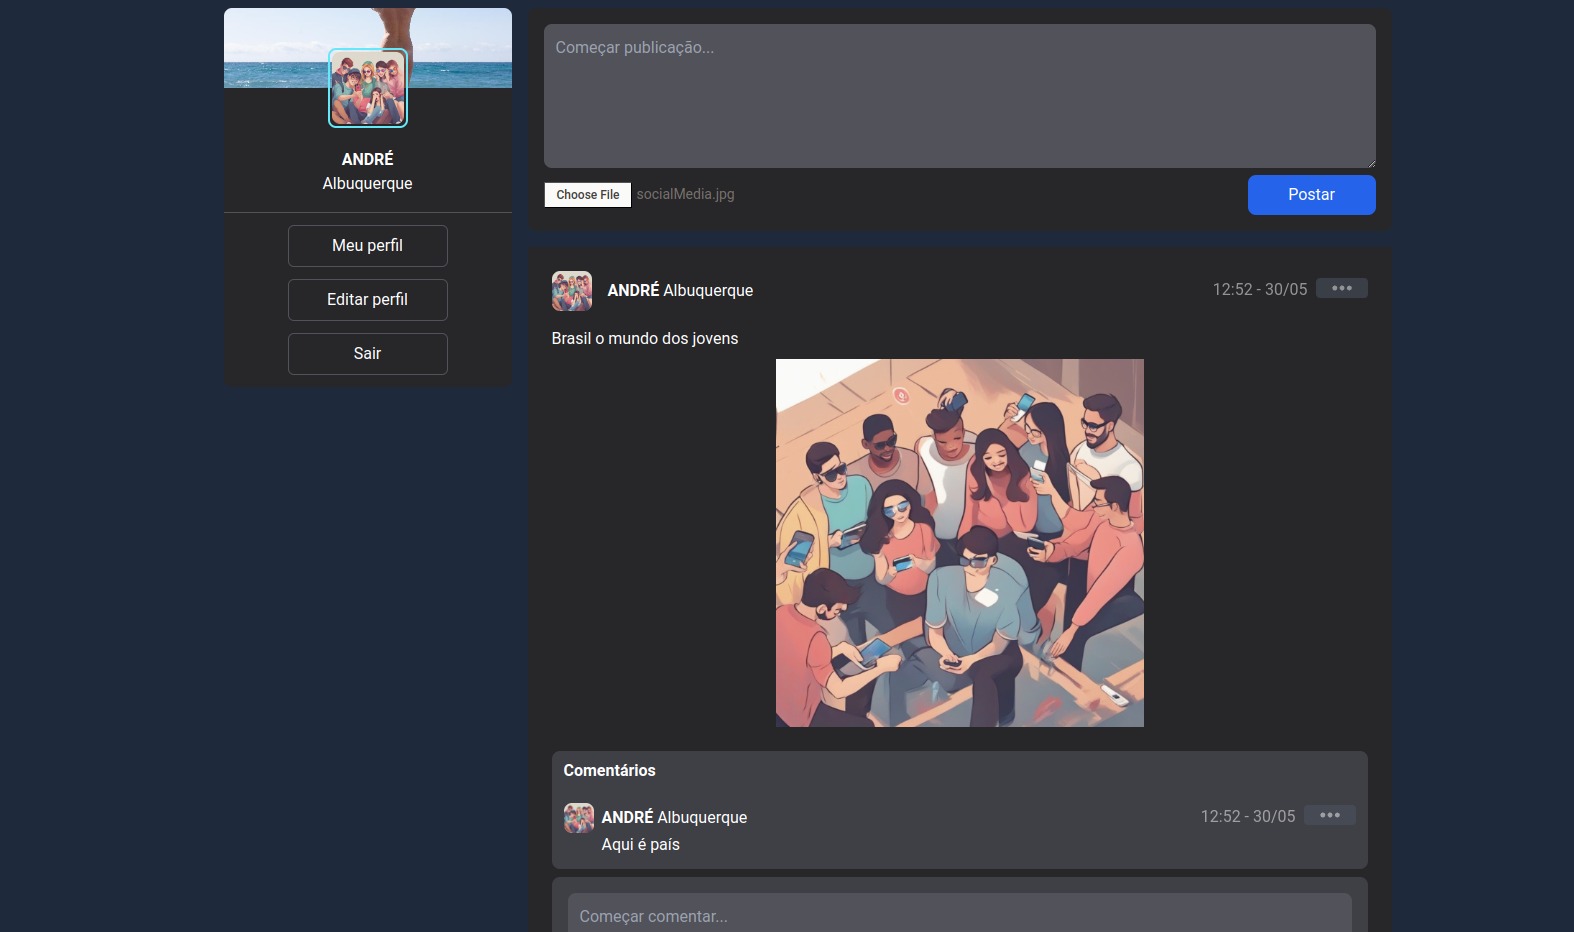 ANDRÉ
Albuquerque
Meu perfil
Editar perfil
Sair
Começar publicação...
Choose File socialMedia.jpg
Postar
ANDRÉ Albuquerque
12:52 - 30/05
Brasil o mundo dos jovens
Comentários
ANDRÉ Albuquerque
12:52 - 30/05
Aqui é país
Começar comentar...